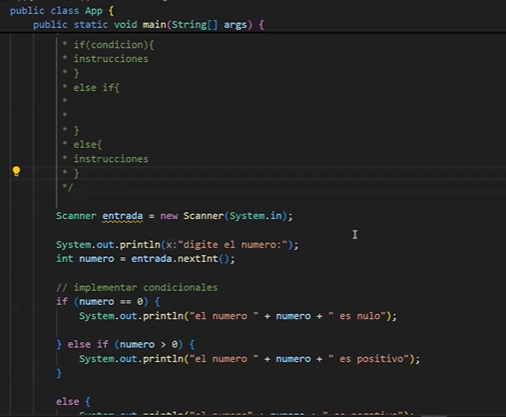 public class App {
public static void main(String[] args) {
* if(condicion){
* instrucciones
* }
* else if{
*
*
* }
* else{
* instrucciones
* }
*/
Scanner entrada = new Scanner(System.in);
System.out.println(x:"digite el numero:");
int numero = entrada.nextInt();
// implementar condicionales
if (numero == 0) {
System.out.println("el numero " + numero + " es nulo");
} else if (numero > 0) {
System.out.println("el numero " + numero + " es positivo");
}
else {